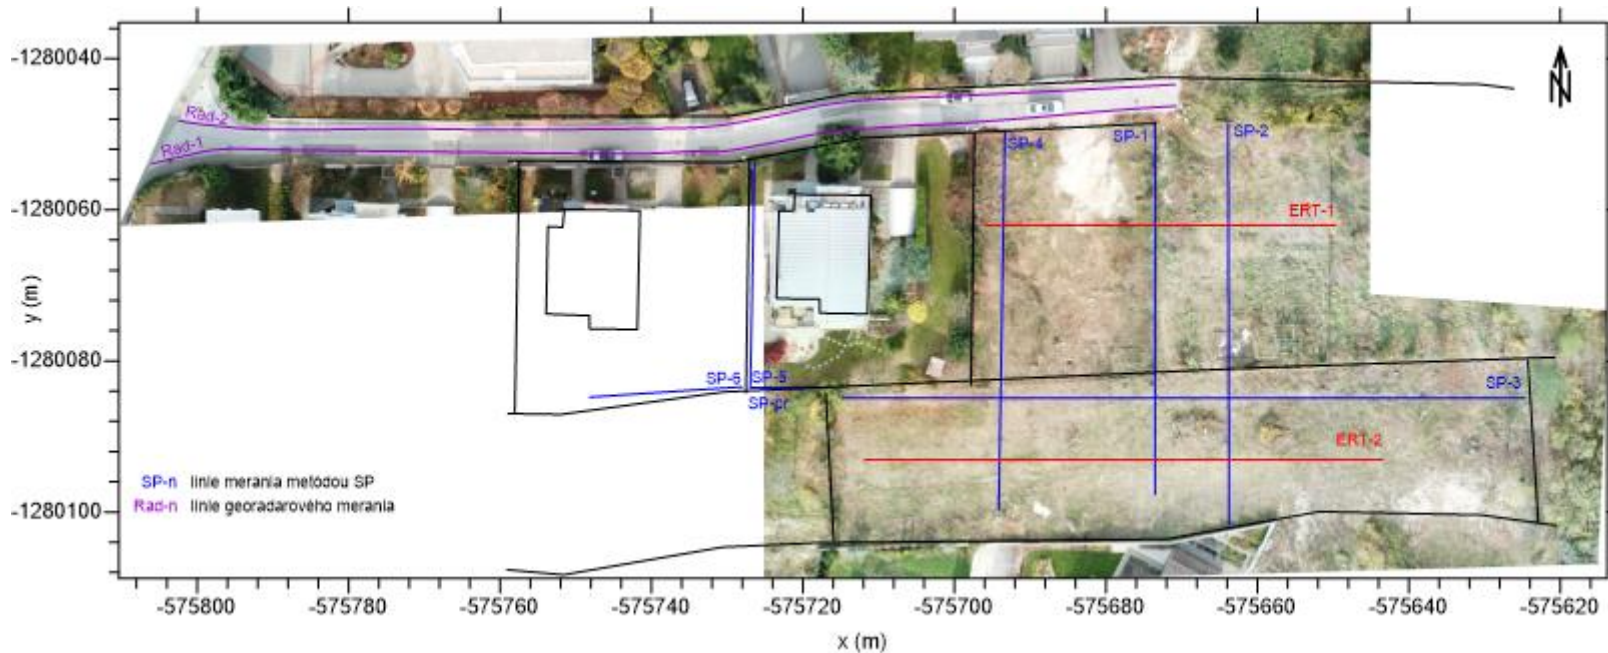 -1280040
-1280060
-1280080
-1280100
y (m)
N
Rad-2
Rad-1
SP-4
SP-1
SP-2
ERT-1
SP-6
SP-5
SP-pr
SP-3
ERT-2
SP-n línie merania metódou SP
Rad-n línie georadarového merania
-575800
-575780
-575760
-575740
-575720
-575700
-575680
-575660
-575640
-575620
x (m)